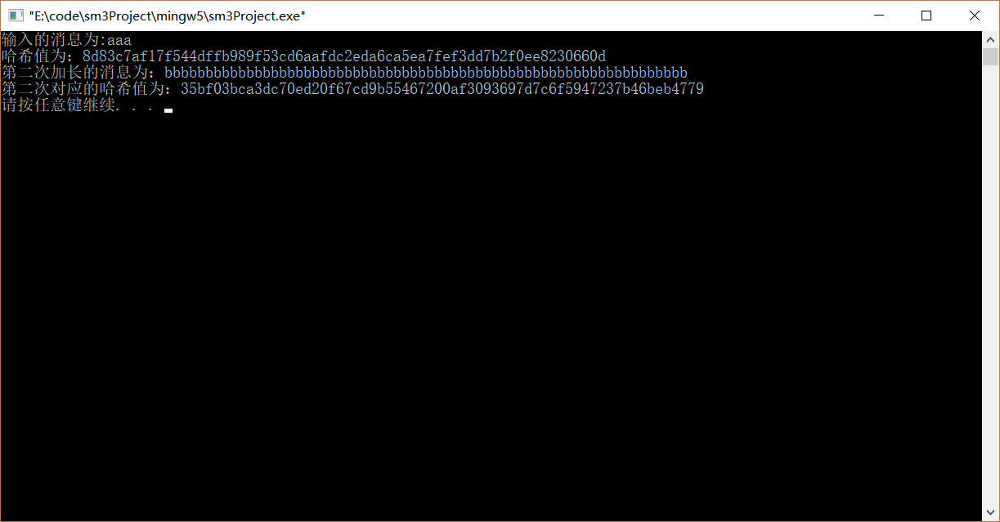 "E:\code\sm3Project\mingw5\sm3Project.exe"
输入的消息为:aaa
哈希值为: 8d83c7af17f544dffb989f53cd6aafdc2eda6ca5ea7fef3dd7b2f0ee8230660d
第二次加长的消息为: bbbbbbbbbbbbbbbbbbbbbbbbbbbbbbbbbbbbbbbbbbbbbbbbbbbbbbbbbbbbbbbb
第二次对应的哈希值为: 35bf03bca3dc70ed20f67cd9b55467200af3093697d7c6f5947237b46beb4779
请按任意键继续. . .